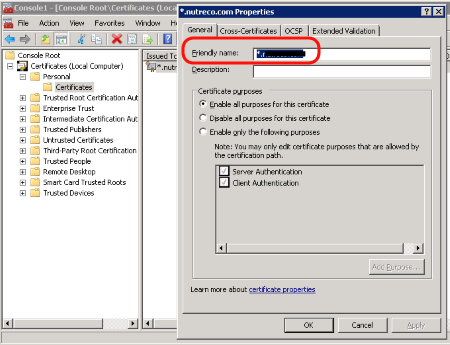 Console1 - [Console Root\Certificates (Local Comp
*.nutreco.com Properties
File Action View Favorites Window H
General Cross-Certificates OCSP Extended Validation
Console Root
Certificates (Local Computer)
Personal
Certificates
Trusted Root Certification Aut
Enterprise Trust
Intermediate Certification Aut
Trusted Publishers
Untrusted Certificates
Third-Party Root Certification
Trusted People
Remote Desktop
Smart Card Trusted Roots
Trusted Devices
Issued To
*.nutr
Friendly name:
Description:
Certificate purposes
Enable all purposes for this certificate
Disable all purposes for this certificate
Enable only the following purposes
Note: You may only edit certificate purposes that are allowed by
the certification path.
Server Authentication
Client Authentication
Add Purpose...
Learn more about certificate properties
OK Cancel Apply